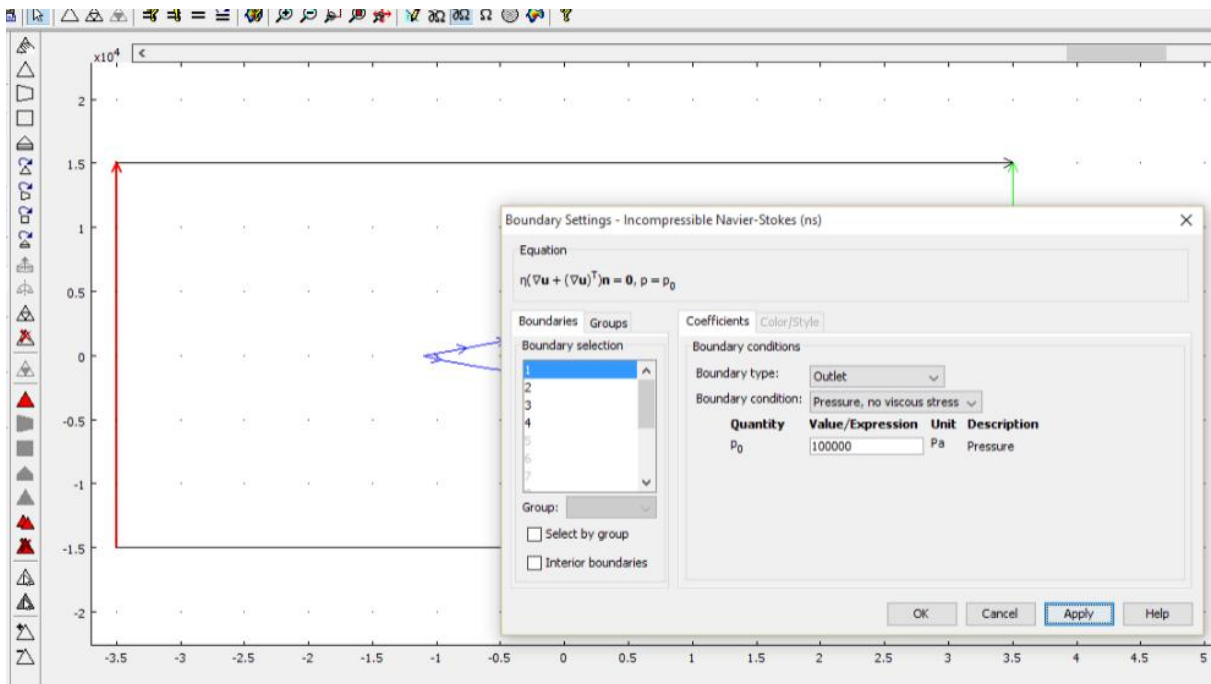 ∂Ω ∂Ω Ω ?
x10⁴ <
2
1.5
1
0.5
0
-0.5
-1
-1.5
-2
-3.5 -3 -2.5 -2 -1.5 -1 -0.5 0 0.5 1 1.5 2 2.5 3 3.5 4 4.5 5
Boundary Settings - Incompressible Navier-Stokes (ns)
Equation
η(∇u + (∇u)ᵀ)n = 0, p = p₀
Boundaries Groups
Boundary selection
1
2
3
4
5
6
7
Group:
Select by group
Interior boundaries
Coefficients Color/Style
Boundary conditions
Boundary type: Outlet
Boundary condition: Pressure, no viscous stress
Quantity Value/Expression Unit Description
p₀ 100000 Pa Pressure
OK Cancel Apply Help